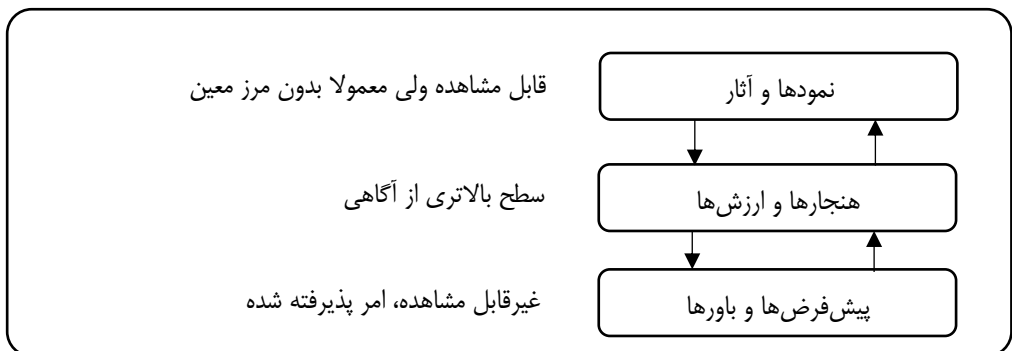 نمودها و آثار
قابل مشاهده ولی معمولا بدون مرز معین
هنجارها و ارزش‌ها
سطح بالاتری از آگاهی
پیش‌فرض‌ها و باورها
غیرقابل مشاهده، امر پذیرفته شده